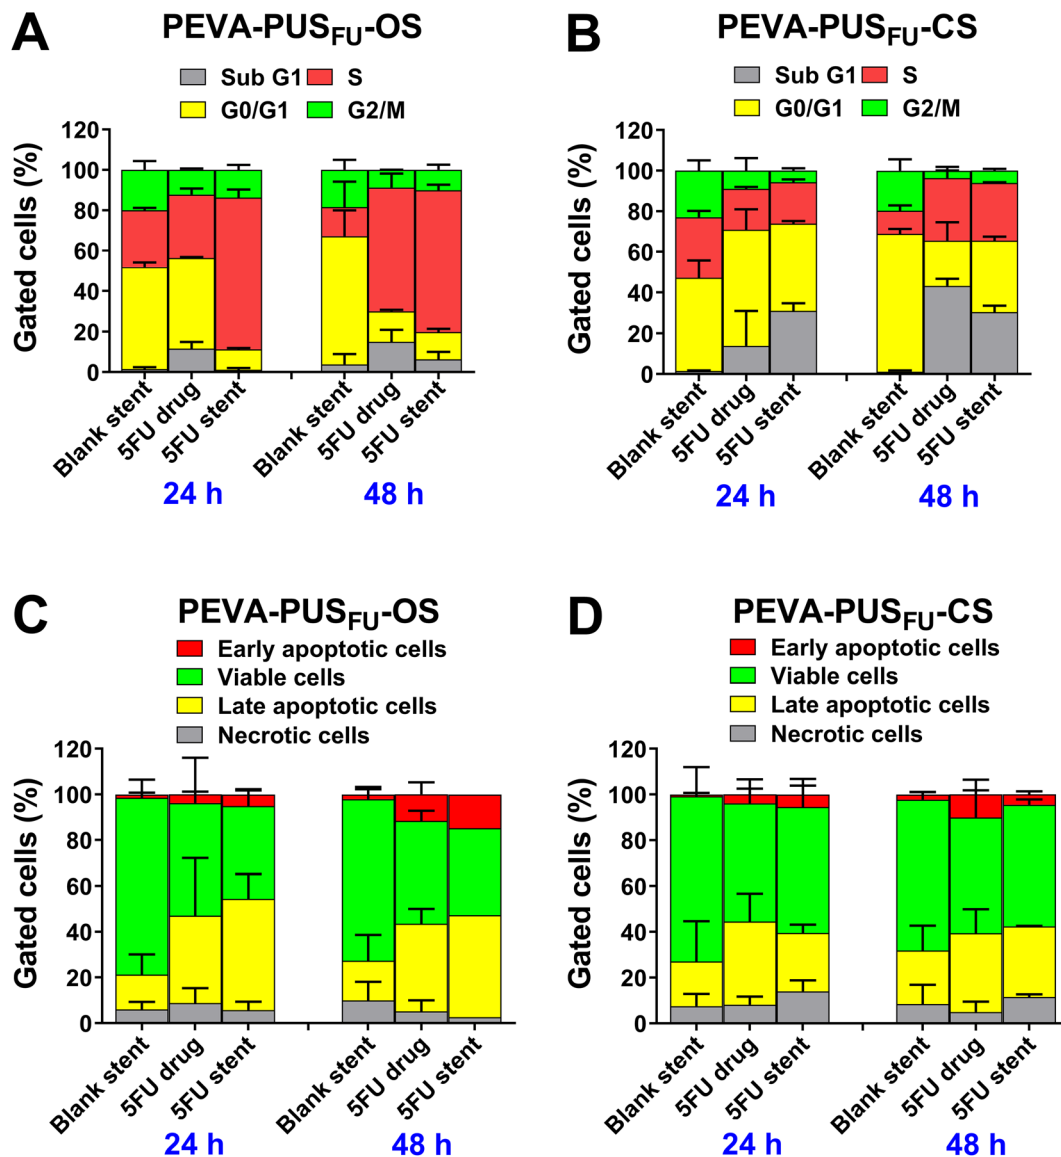 A
PEVA-PUSFU-OS
Sub G1 S
G0/G1 G2/M
Gated cells (%)
120
100
80
60
40
20
0
Blank stent
5FU drug
5FU stent
Blank stent
5FU drug
5FU stent
24 h
48 h
B
PEVA-PUSFU-CS
Sub G1 S
G0/G1 G2/M
Gated cells (%)
120
100
80
60
40
20
0
Blank stent
5FU drug
5FU stent
Blank stent
5FU drug
5FU stent
24 h
48 h
C
PEVA-PUSFU-OS
Early apoptotic cells
Viable cells
Late apoptotic cells
Necrotic cells
Gated cells (%)
120
100
80
60
40
20
0
Blank stent
5FU drug
5FU stent
Blank stent
5FU drug
5FU stent
24 h
48 h
D
PEVA-PUSFU-CS
Early apoptotic cells
Viable cells
Late apoptotic cells
Necrotic cells
Gated cells (%)
120
100
80
60
40
20
0
Blank stent
5FU drug
5FU stent
Blank stent
5FU drug
5FU stent
24 h
48 h